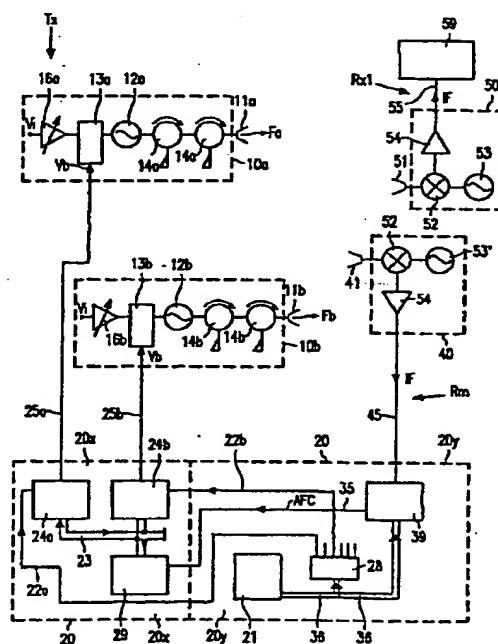 Tx
59
16a
13a
12a
11a
Rx1
50
55
IF
Vi
Fa
54
51
53
14a
14a
10a
Vb
52
13b
12b
11b
52
53'
Vi
Fb
41
16b
14b
14b
54
Vb
10b
40
IF
25a
25b
Rm
45
20x
24b
22b
20
20y
AFC
35
24a
23
39
28
22a
29
21
36
36
20
20x
20y